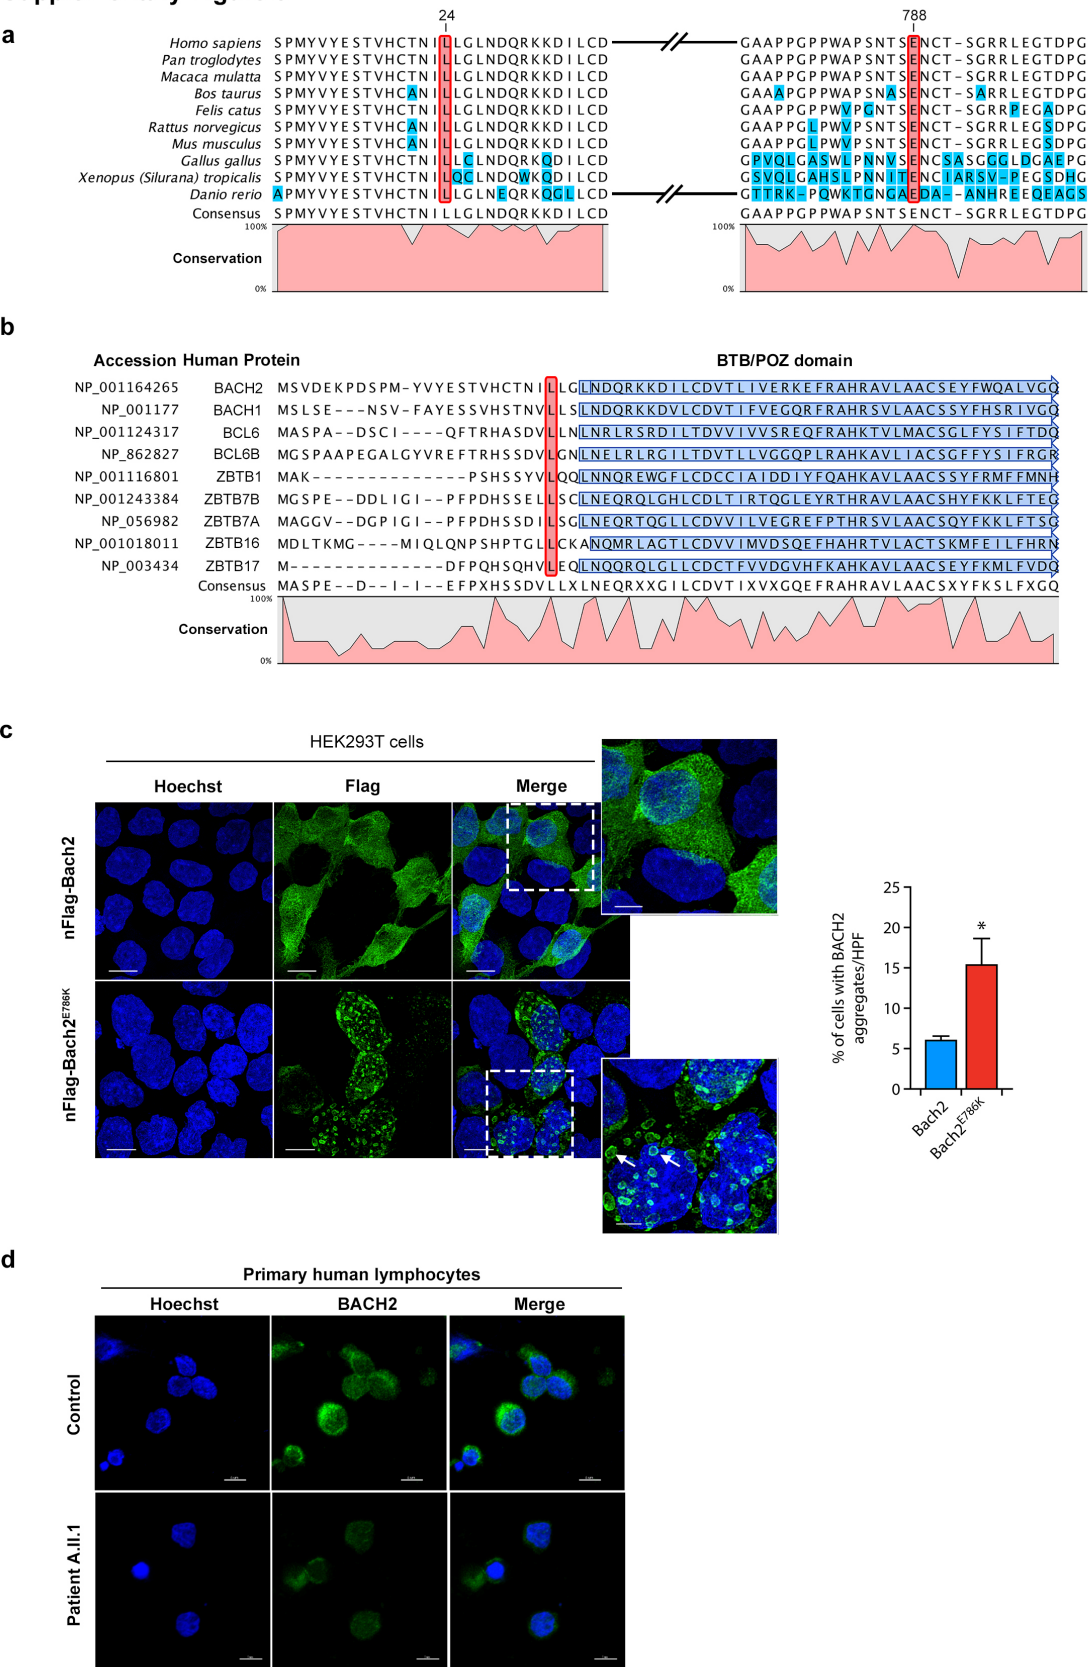 a
24
788
Homo sapiens SPMYVYESTVHCTNILLGLNDQRKKDILCD GAAPPGPPWAPSNTSENCT-SGRRLEGTDPG
Pan troglodytes SPMYVYESTVHCTNILLGLNDQRKKDILCD GAAPPGPPWAPSNTSENCT-SGRRLEGTDPG
Macaca mulatta SPMYVYESTVHCTNILLGLNDQRKKDILCD GAAPPGPPWAPSNTSENCT-SGRRLEGTDPG
Bos taurus SPMYVYESTVHCANILLGLNDQRKKDILCD GAAAPGPPWAPSNASENCT-SARRLEGTDPG
Felis catus SPMYVYESTVHCTNILLGLNDQRKKDILCD GAAPPGPPWVPGNTSENCT-SGRRPEGADPG
Rattus norvegicus SPMYVYESTVHCANILLGLNDQRKKDILCD GAAPPGLPWVPSNTSENCT-SGRRLEGSDPG
Mus musculus SPMYVYESTVHCANILLGLNDQRKKDILCD GAAPPGLPWVPSNTSENCT-SGRRLEGSDPG
Gallus gallus SPMYVYESTVHCTNILLGCNDQRKQDILCD GPVQLGASWLPNNVSENCSASGGLDGAEPG
Xenopus (Silurana) tropicalis SPMYVYESTVHCTNILQCLNDQWKQDILCD GSVQLGAHSLPNNITENCIARSV-PEGSDHG
Danio rerio APMYVYESTVHCTNILLGLNEQRKQGLLCD GTTRK-PQWKTGNGAEDA-ANHREEQEAGS
Consensus SPMYVYESTVHCTNILLGLNDQRKKDILCD GAAPPGPPWAPSNTSENCT-SGRRLEGTDPG
100%
100%
Conservation
0%
0%
b
Accession Human Protein BTB/POZ domain
NP_001164265 BACH2 MSVDEKPDSPM-YVYESTVHCTNILLGLNDQRKKDILCDVTLIVERKEFRAHRAVLAACSEYFWQALVGQ
NP_001177 BACH1 MSLSE---NSV-FAYESSVHSTNVLLSLNDQRKKDVLCDVTIFVEGQRFRAHRSVLAACSSYFHSRIVGQ
NP_001124317 BCL6 MASPA--DSCI----QFTRHASDVLLNLNRLRSRDILTDVVIVVSREQFRAHKTVLMACSGLFYSIFTDQ
NP_862827 BCL6B MGSPAAPEGALGYVREFTRHSSDVLGNLNELRLRGILTDVTLLVGGQPLRAHKAVLIACSGFFYSIFRGR
NP_001116801 ZBTB1 MAK--------------PSHSSYVLQQLNNQREWGFLCDCCIAIDDIYFQAHKAVLAACSSYFRMFFMNH
NP_001243384 ZBTB7B MGSPE--DDLIGI--PFPDHSSELLSCLNEQRQLGHLCDLTIRTQGLEYRTHRAVLAACSHYFKKLFTEG
NP_056982 ZBTB7A MAGGV--DGPIGI--PFPDHSSDILSGLNEQRTQGLLCDVVILVEGREFPTHRSVLAACSQYFKKLFTSG
NP_001018011 ZBTB16 MDLTKMG----MIQLQNPSHPTGLLCKANQMRLAGTLCDVVIMVDSQEFHAHRTVLACTSKMFEILFHRN
NP_003434 ZBTB17 M--------------DFPQHSQHVLEQLNQQRQLGLLCDCTFVVDGVHFKAHKAVLAACSEYFKMLFVDQ
Consensus MASPE--D--I-I--EFPXHSSDVLLXLNEQRXXGILCDVTIXVXGQEFRAHKTVLAACSXYFKSLFXGQ
100%
Conservation
0%
c
HEK293T cells
Hoechst Flag Merge
nFlag-Bach2
nFlag-Bach2E786K
% of cells with BACH2
aggregates/HPF
25
20
15
10
5
0
*
Bach2
Bach2E786K
d
Primary human lymphocytes
Hoechst BACH2 Merge
Control
Patient A.II.1